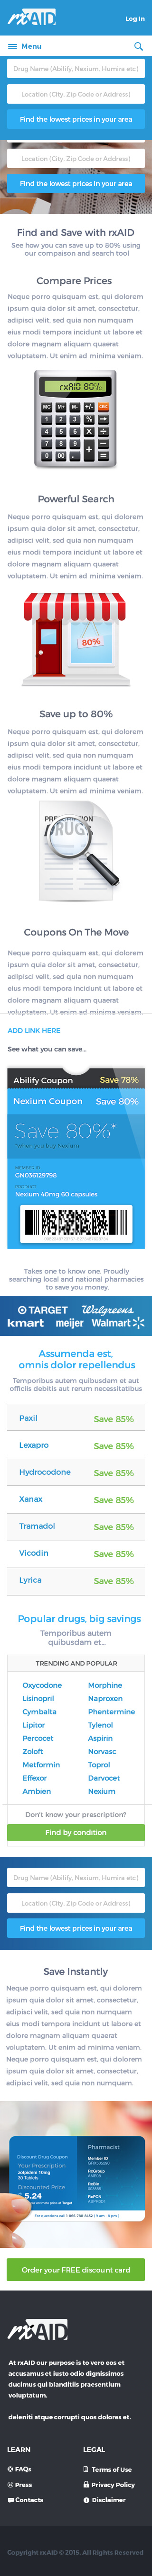 rxAID
Log In
Menu
Drug Name (Abilify, Nexium, Humira etc)
Location (City, Zip Code or Address)
Find the lowest prices in your area
Location (City, Zip Code or Address)
Find the lowest prices in your area
Find and Save with rxAID
See how you can save up to 80% using
our compaison and search tool
Compare Prices
Neque porro quisquam est, qui dolorem
ipsum quia dolor sit amet, consectetur,
adipisci velit, sed quia non numquam
eius modi tempora incidunt ut labore et
dolore magnam aliquam quaerat
voluptatem. Ut enim ad minima veniam.
rxAID 80%
Powerful Search
Neque porro quisquam est, qui dolorem
ipsum quia dolor sit amet, consectetur,
adipisci velit, sed quia non numquam
eius modi tempora incidunt ut labore et
dolore magnam aliquam quaerat
voluptatem. Ut enim ad minima veniam.
80%
Save up to 80%
Neque porro quisquam est, qui dolorem
ipsum quia dolor sit amet, consectetur,
adipisci velit, sed quia non numquam
eius modi tempora incidunt ut labore et
dolore magnam aliquam quaerat
voluptatem. Ut enim ad minima veniam.
DRUGS
Coupons On The Move
Neque porro quisquam est, qui dolorem
ipsum quia dolor sit amet, consectetur,
adipisci velit, sed quia non numquam
eius modi tempora incidunt ut labore et
dolore magnam aliquam quaerat
voluptatem. Ut enim ad minima veniam.
ADD LINK HERE
See what you can save...
Abilify Coupon Save 78%
Nexium Coupon Save 80%
Save 80%*
when you buy Nexium
MEMBER ID
GN036129798
PRODUCT
Nexium 40mg 60 capsules
Takes one to know one. Proudly
searching local and national pharmacies
to save you money.
TARGET Walgreens
kmart meijer Walmart
Assumenda est,
omnis dolor repellendus
Temporibus autem quibusdam et aut
officiis debitis aut rerum necessitatibus
Paxil Save 85%
Lexapro Save 85%
Hydrocodone Save 85%
Xanax Save 85%
Tramadol Save 85%
Vicodin Save 85%
Lyrica Save 85%
Popular drugs, big savings
Temporibus autem
quibusdam et...
TRENDING AND POPULAR
Oxycodone Morphine
Lisinopril Naproxen
Cymbalta Phentermine
Lipitor Tylenol
Percocet Aspirin
Zoloft Norvasc
Metformin Toprol
Effexor Darvocet
Ambien Nexium
Don't know your prescription?
Find by condition
Drug Name (Abilify, Nexium, Humira etc)
Location (City, Zip Code or Address)
Find the lowest prices in your area
Save Instantly
Neque porro quisquam est, qui dolorem
ipsum quia dolor sit amet, consectetur,
adipisci velit, sed quia non numquam
eius modi tempora incidunt ut labore et
dolore magnam aliquam quaerat
voluptatem. Ut enim ad minima veniam.
Neque porro quisquam est, qui dolorem
ipsum quia dolor sit amet, consectetur,
adipisci velit, sed quia non numquam.
Discount Drug Coupon
Your Prescription
zolpidem 10mg
30 Tablets
Discounted Price
5.24
Pharmacist
Member ID
RxGroup
RxBin
RxPCN
Order your FREE discount card
rxAID
At rxAID our purpose is to vero eos et
accusamus et iusto odio dignissimos
ducimus qui blanditiis praesentium
voluptatum.
deleniti atque corrupti quos dolores et.
LEARN LEGAL
FAQs Terms of Use
Press Privacy Policy
Contacts Disclaimer
Copyright rxAID © 2015. All Rights Reserved